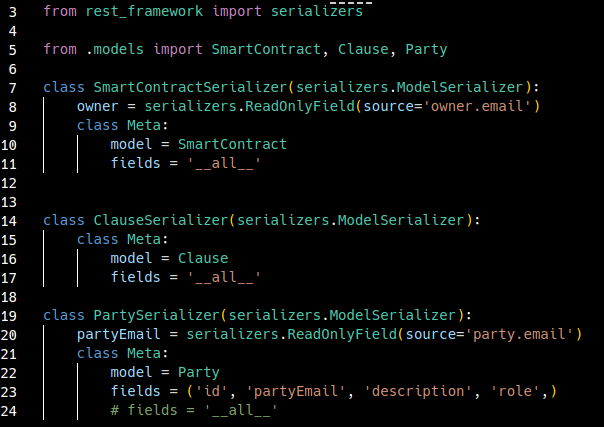 3 from rest_framework import serializers
4
5 from .models import SmartContract, Clause, Party
6
7 class SmartContractSerializer(serializers.ModelSerializer):
8     owner = serializers.ReadOnlyField(source='owner.email')
9     class Meta:
10         model = SmartContract
11         fields = '__all__'
12
13
14 class ClauseSerializer(serializers.ModelSerializer):
15     class Meta:
16         model = Clause
17         fields = '__all__'
18
19 class PartySerializer(serializers.ModelSerializer):
20     partyEmail = serializers.ReadOnlyField(source='party.email')
21     class Meta:
22         model = Party
23         fields = ('id', 'partyEmail', 'description', 'role',)
24         # fields = '__all__'